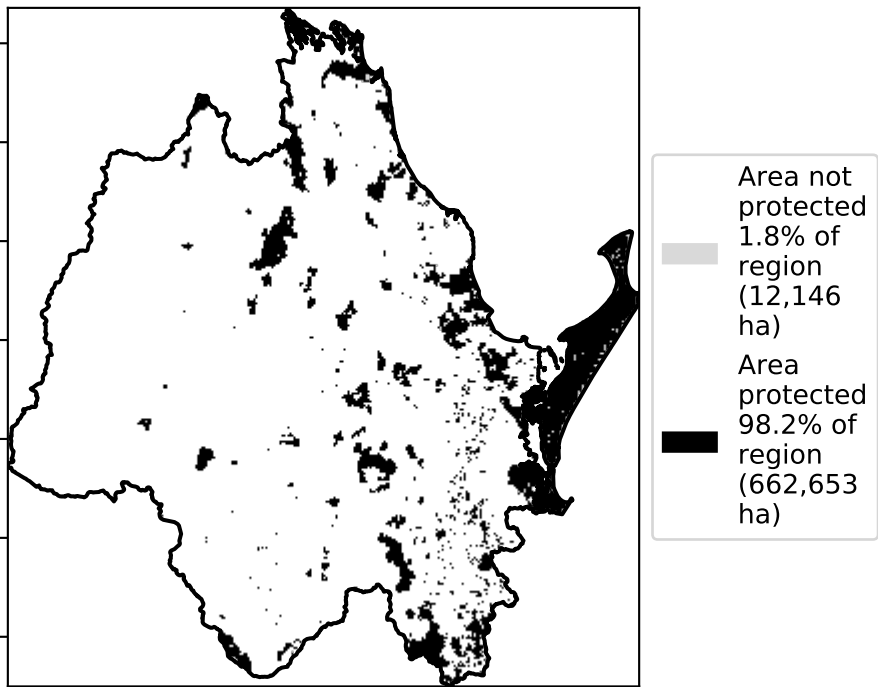 Area not
protected
1.8% of
region
(12,146
ha)
Area
protected
98.2% of
region
(662,653
ha)